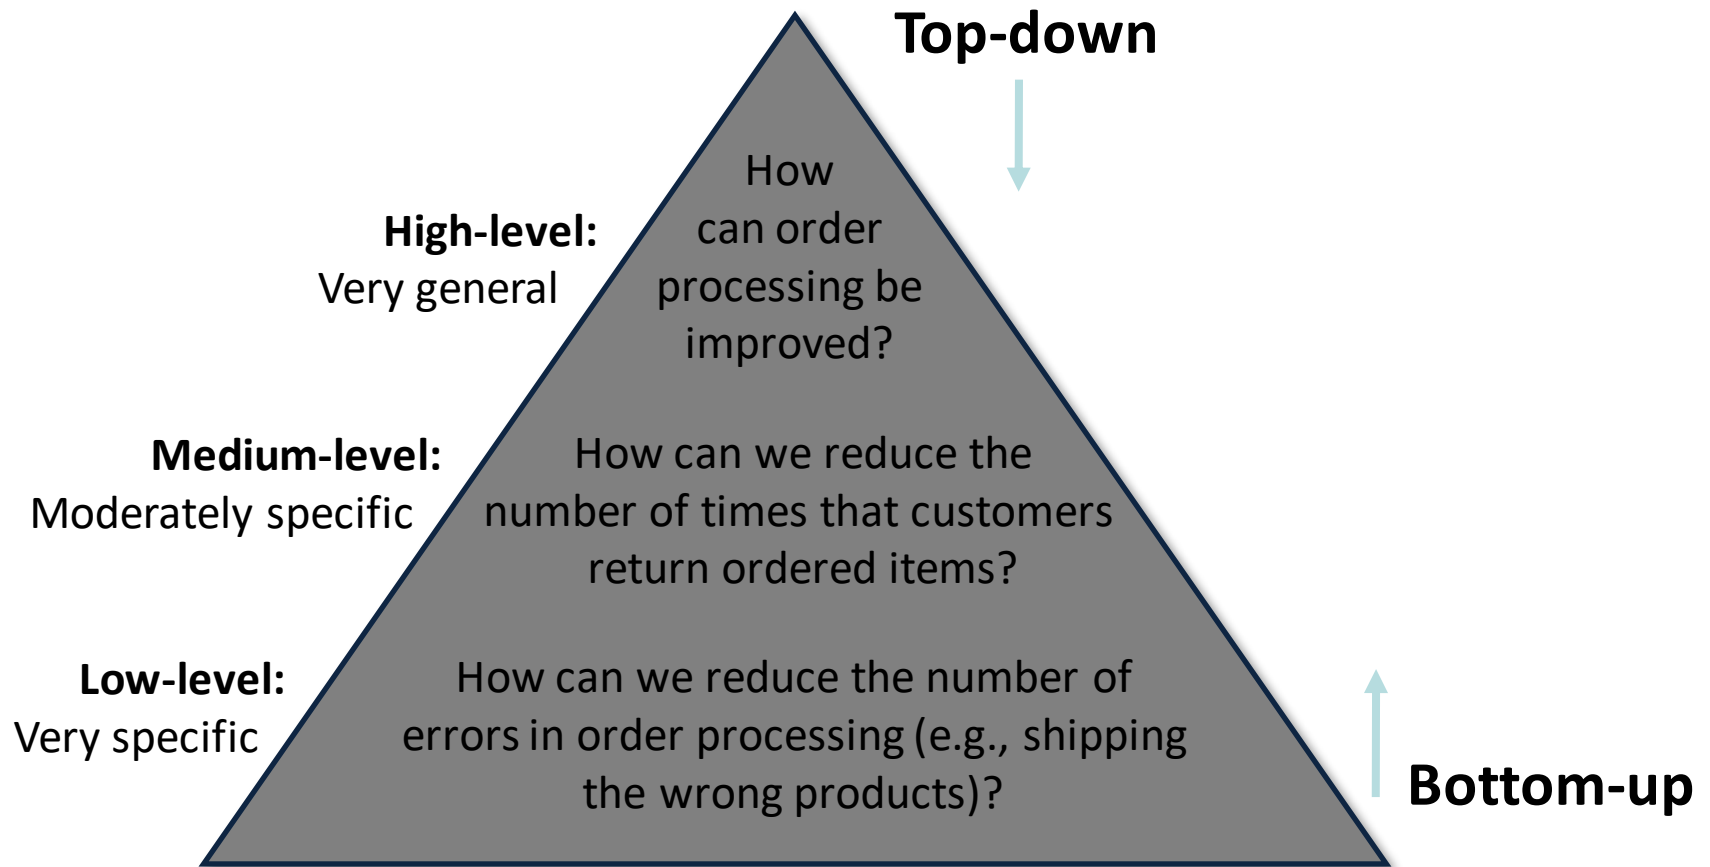 Top-down
How
can order
processing be
improved?
High-level:
Very general
Medium-level:
Moderately specific
How can we reduce the
number of times that customers
return ordered items?
Low-level:
Very specific
How can we reduce the number of
errors in order processing (e.g., shipping
the wrong products)?
Bottom-up